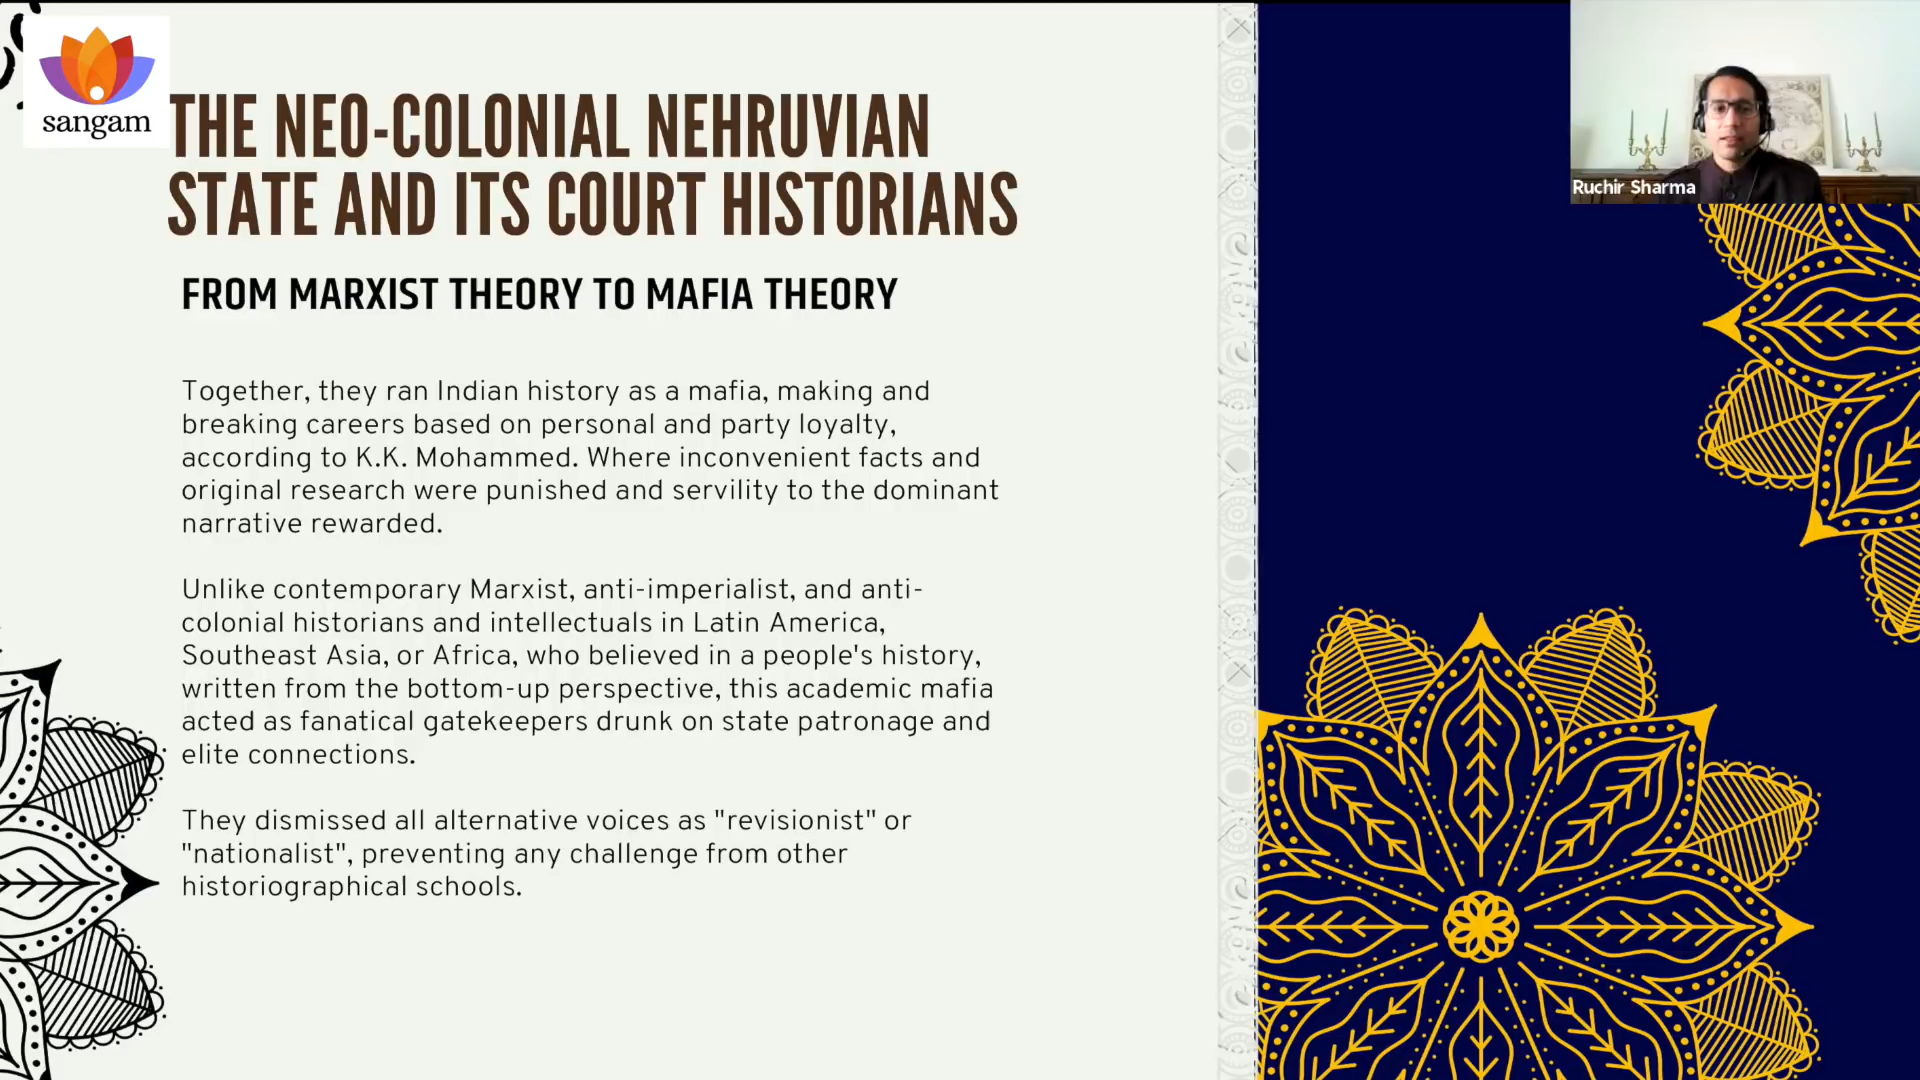 sangam
THE NEO-COLONIAL NEHRUVIAN
STATE AND ITS COURT HISTORIANS
FROM MARXIST THEORY TO MAFIA THEORY
Together, they ran Indian history as a mafia, making and
breaking careers based on personal and party loyalty,
according to K.K. Mohammed. Where inconvenient facts and
original research were punished and servility to the dominant
narrative rewarded.
Unlike contemporary Marxist, anti-imperialist, and anti-
colonial historians and intellectuals in Latin America,
Southeast Asia, or Africa, who believed in a people's history,
written from the bottom-up perspective, this academic mafia
acted as fanatical gatekeepers drunk on state patronage and
elite connections.
They dismissed all alternative voices as "revisionist" or
"nationalist", preventing any challenge from other
historiographical schools.
Ruchir Sharma